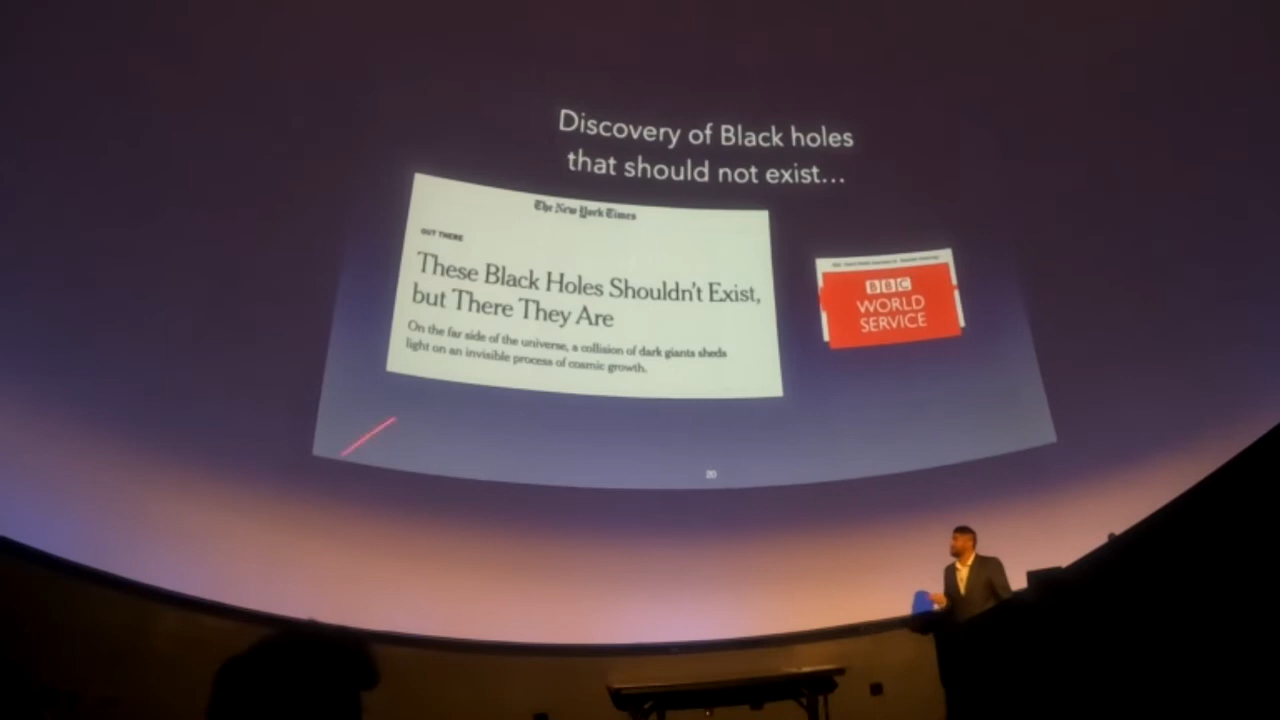 Discovery of Black holes
that should not exist...
The New York Times
OUT THERE
These Black Holes Shouldn't Exist,
but There They Are
On the far side of the universe, a collision of dark giants sheds
light on an invisible process of cosmic growth.
BBC
WORLD
SERVICE
20